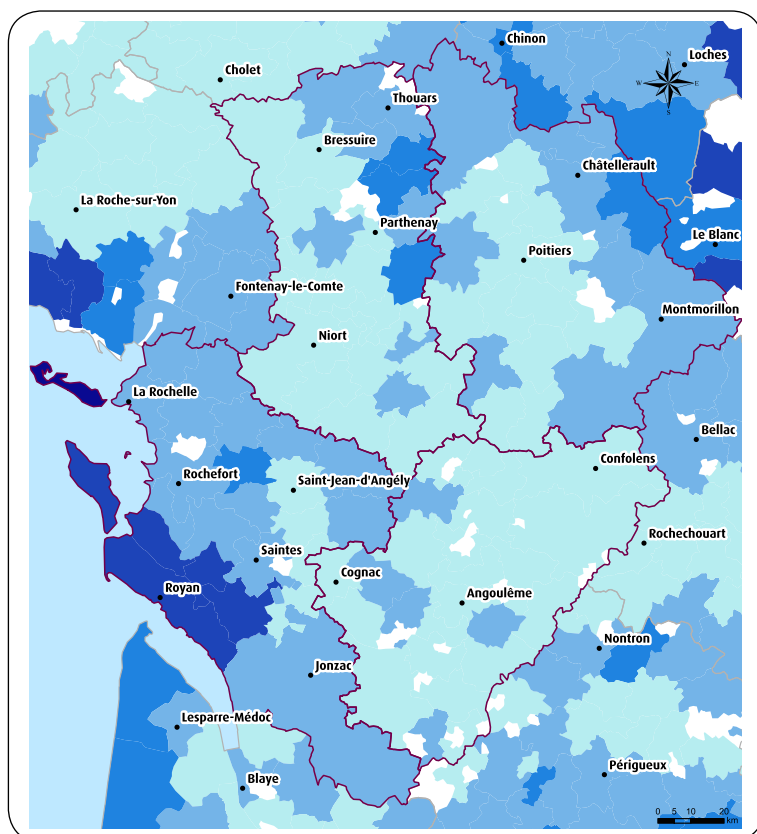 Chinon
Loches
N
W E
S
Cholet
Thouars
Bressuire
Châtellerault
La Roche-sur-Yon
Parthenay
Le Blanc
Poitiers
Fontenay-le-Comte
Montmorillon
Niort
La Rochelle
Bellac
Confolens
Rochefort
Saint-Jean-d'Angély
Rochechouart
Saintes
Cognac
Royan
Angoulême
Nontron
Jonzac
Lesparre-Médoc
Périgueux
Blaye
0 5 10 20
km